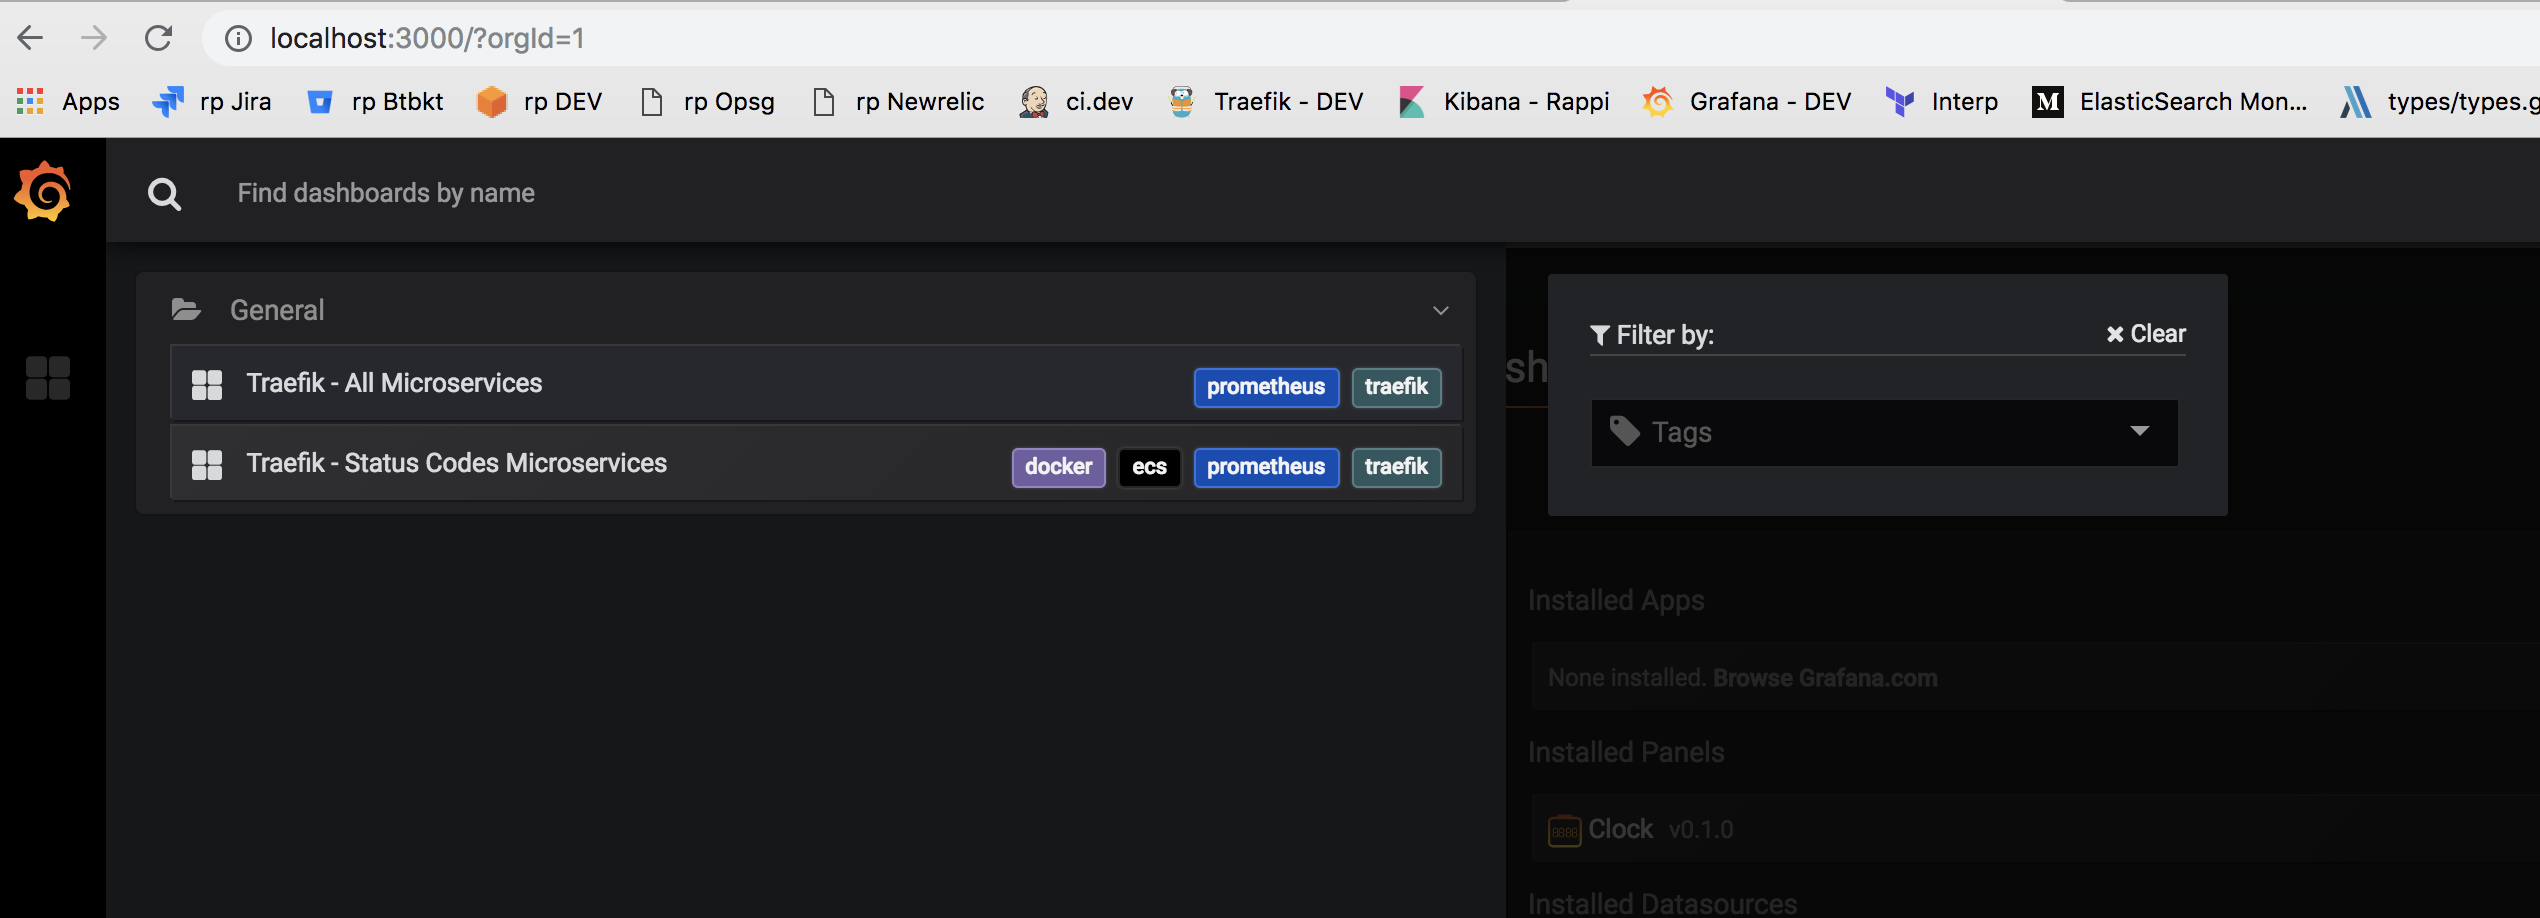 localhost:3000/?orgId=1
Apps rp Jira rp Btbkt rp DEV rp Opsg rp Newrelic ci.dev Traefik - DEV Kibana - Rappi Grafana - DEV Interp M ElasticSearch Mon... types/types.g
Find dashboards by name
General
Traefik - All Microservices prometheus traefik
Traefik - Status Codes Microservices docker ecs prometheus traefik
sh
Filter by: Clear
Tags
Installed Apps
None installed. Browse Grafana.com
Installed Panels
Clock v0.1.0
Installed Datasources